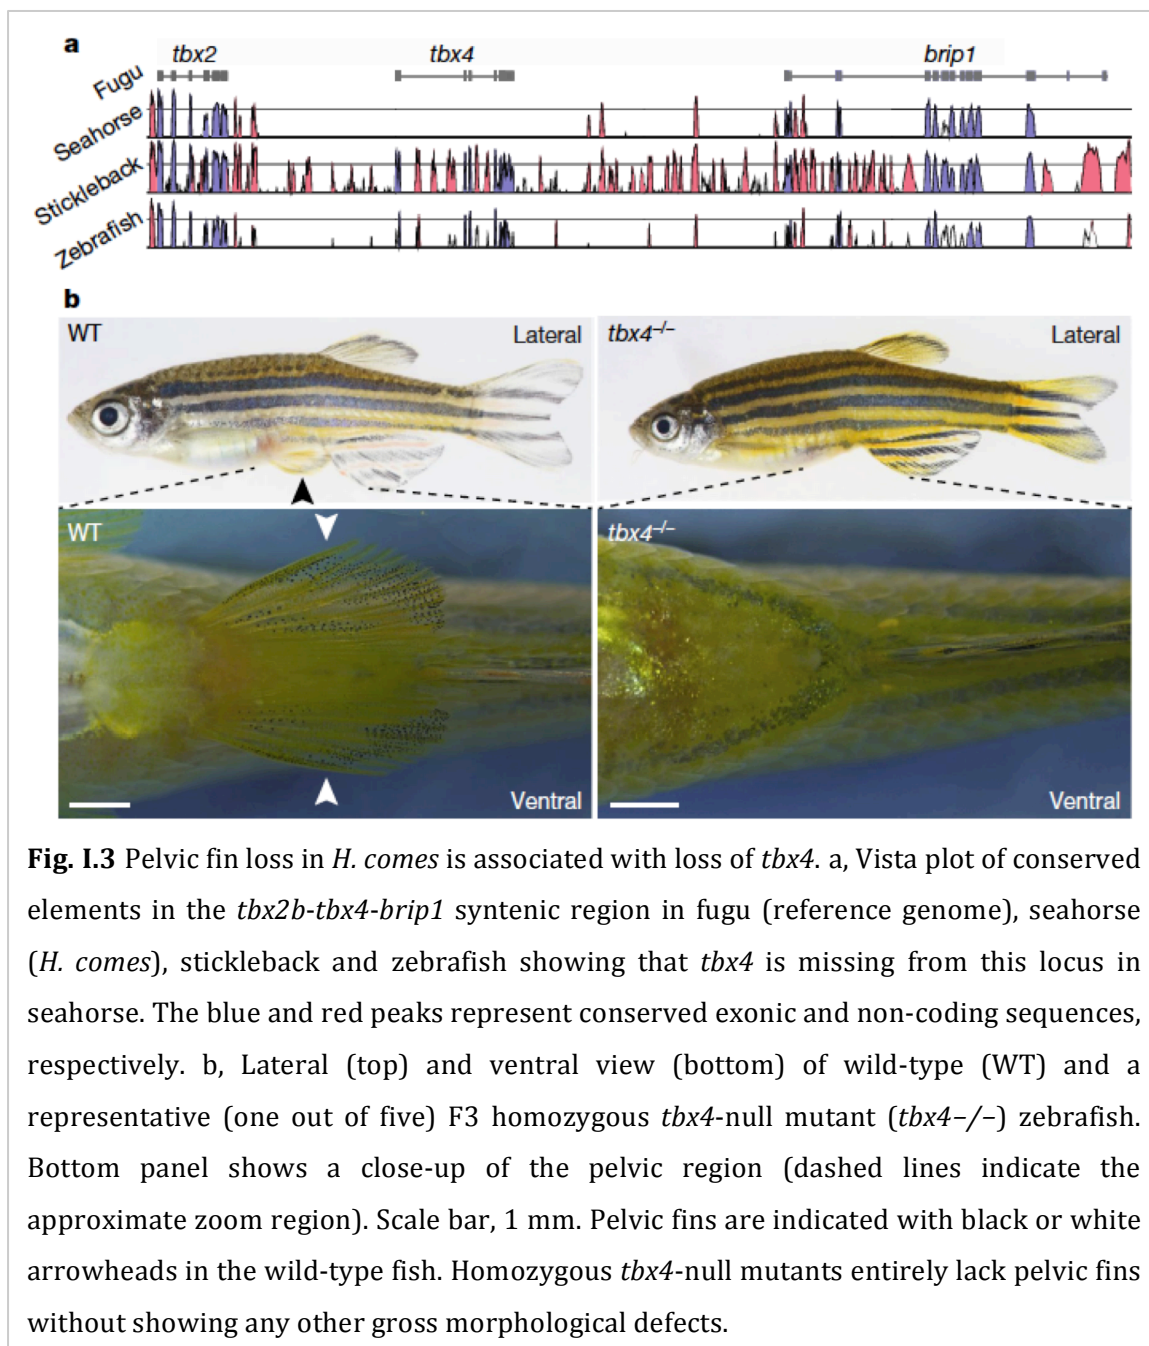 a
tbx2 tbx4 brip1
Fugu
Seahorse
Stickleback
Zebrafish
b
WT Lateral tbx4–/– Lateral
WT tbx4–/–
Ventral Ventral
Fig. I.3 Pelvic fin loss in H. comes is associated with loss of tbx4. a, Vista plot of conserved
elements in the tbx2b-tbx4-brip1 syntenic region in fugu (reference genome), seahorse
(H. comes), stickleback and zebrafish showing that tbx4 is missing from this locus in
seahorse. The blue and red peaks represent conserved exonic and non-coding sequences,
respectively. b, Lateral (top) and ventral view (bottom) of wild-type (WT) and a
representative (one out of five) F3 homozygous tbx4-null mutant (tbx4−/−) zebrafish.
Bottom panel shows a close-up of the pelvic region (dashed lines indicate the
approximate zoom region). Scale bar, 1 mm. Pelvic fins are indicated with black or white
arrowheads in the wild-type fish. Homozygous tbx4-null mutants entirely lack pelvic fins
without showing any other gross morphological defects.